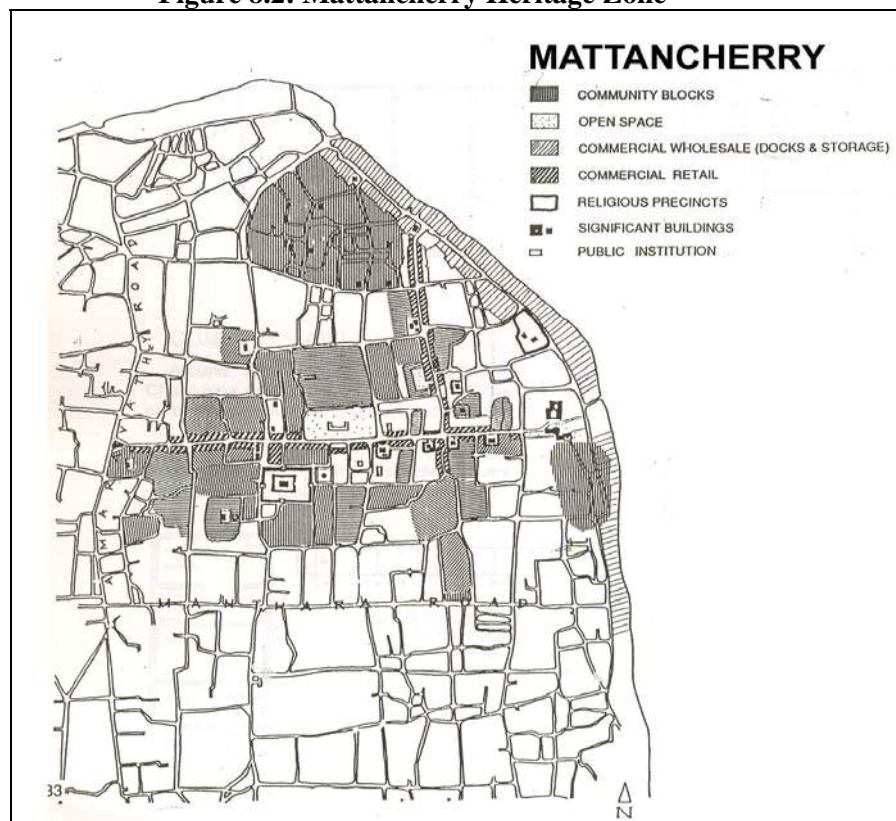 Figure 8.2: Mattancherry Heritage Zone
MATTANCHERRY
COMMUNITY BLOCKS
OPEN SPACE
COMMERCIAL WHOLESALE (DOCKS & STORAGE)
COMMERCIAL RETAIL
RELIGIOUS PRECINCTS
SIGNIFICANT BUILDINGS
PUBLIC INSTITUTION
ROAD
ROAD
33
N